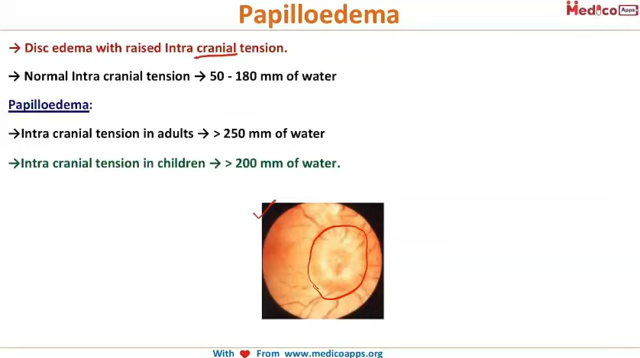 Papilloedema
MedicoApps
→ Disc edema with raised Intra cranial tension.
→ Normal Intra cranial tension → 50 - 180 mm of water
Papilloedema:
→Intra cranial tension in adults → > 250 mm of water
→Intra cranial tension in children → > 200 mm of water.
With ❤ From www.medicoapps.org